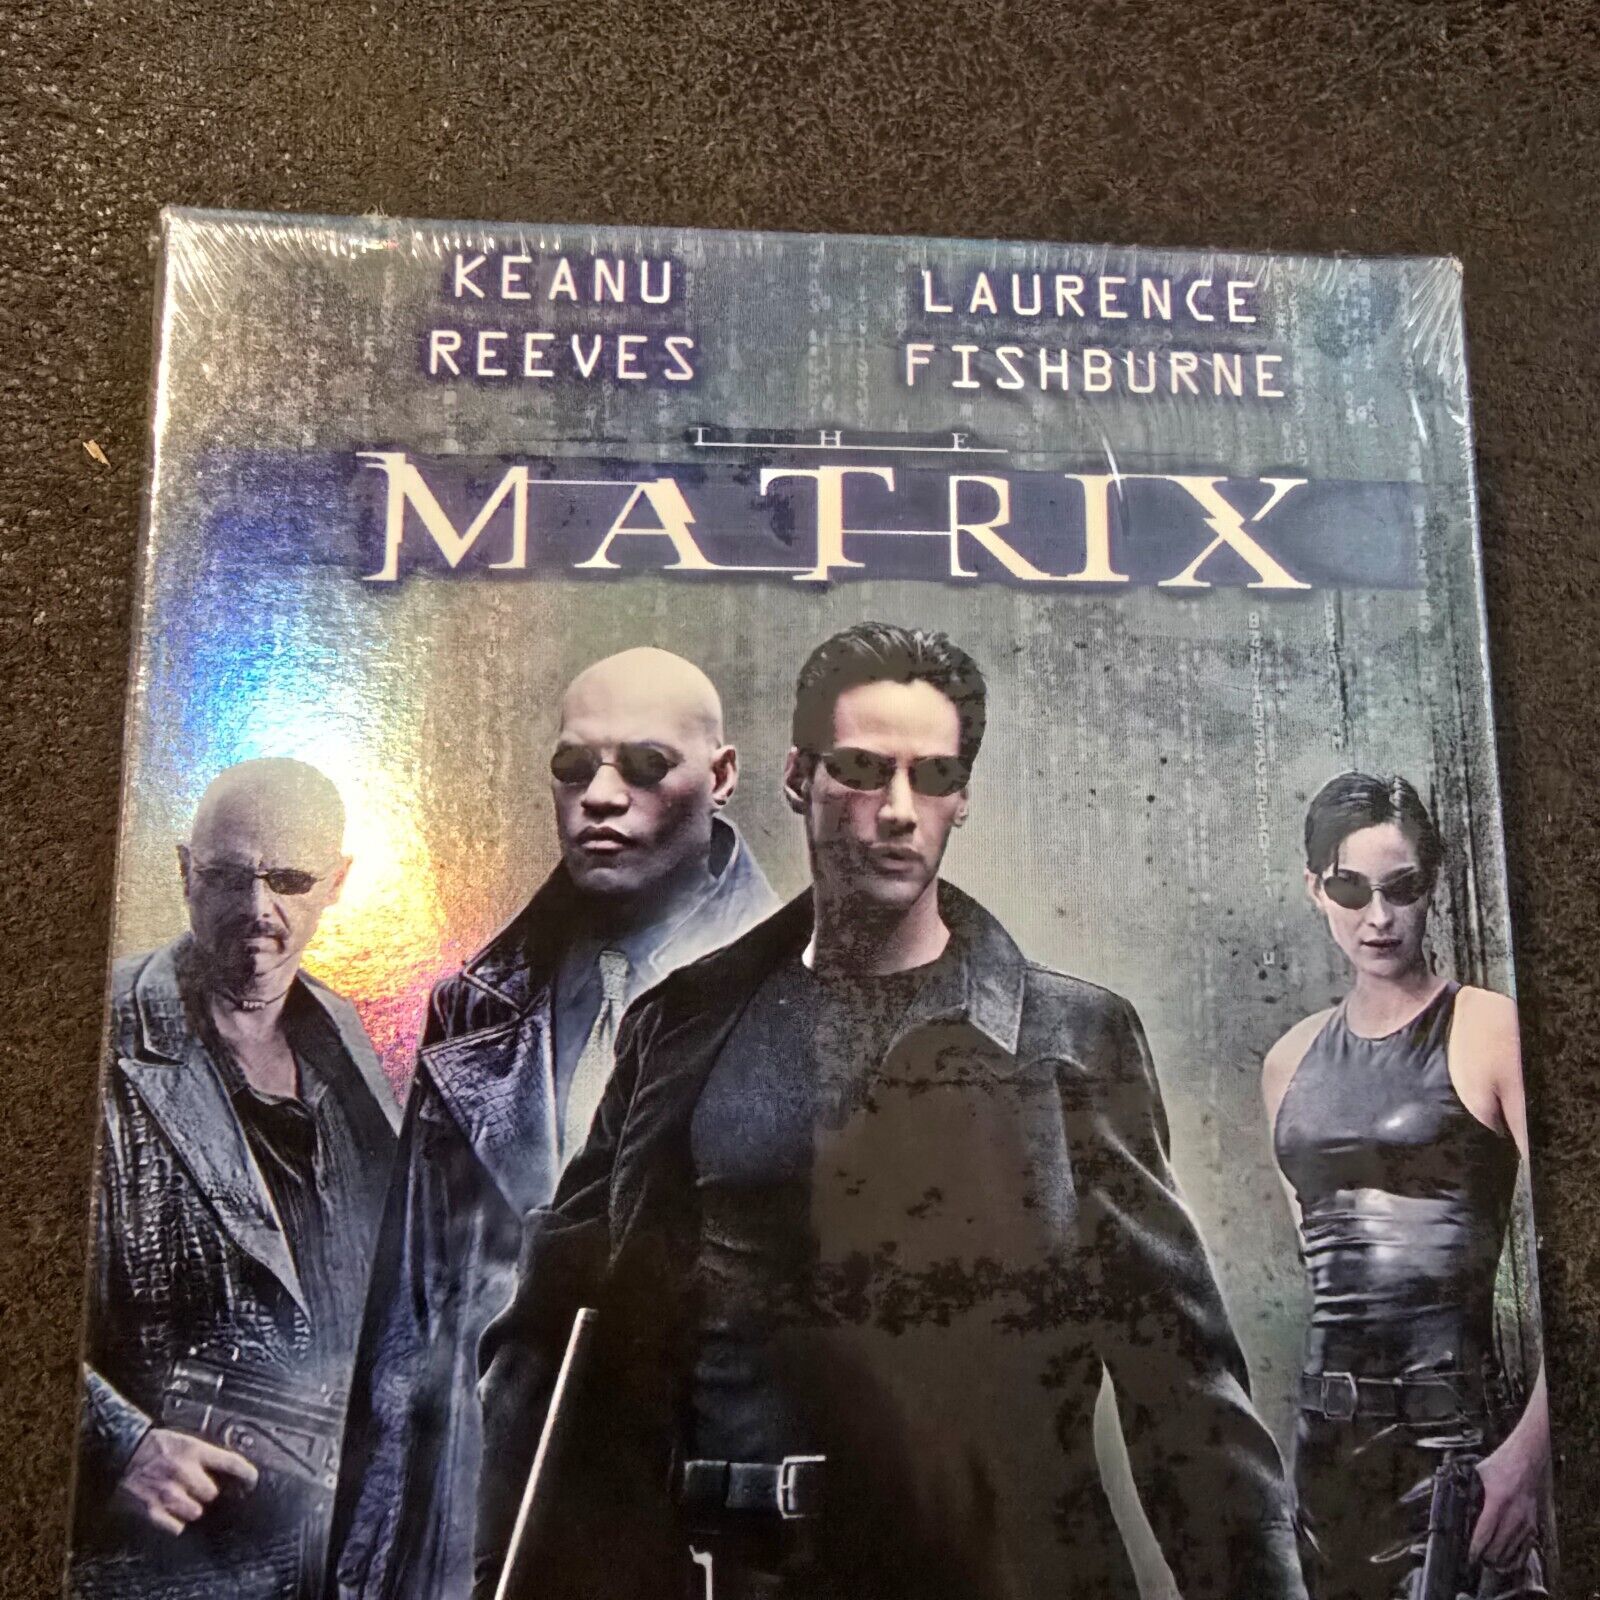 KEANU
REEVES
LAURENCE
FISHBURNE
THE
MATRIX